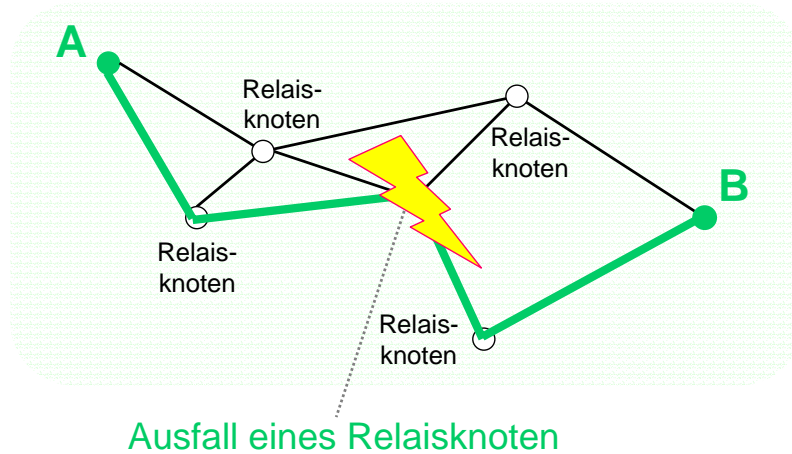 A
Relais-
knoten
Relais-
knoten
B
Relais-
knoten
Relais-
knoten
Ausfall eines Relaisknoten